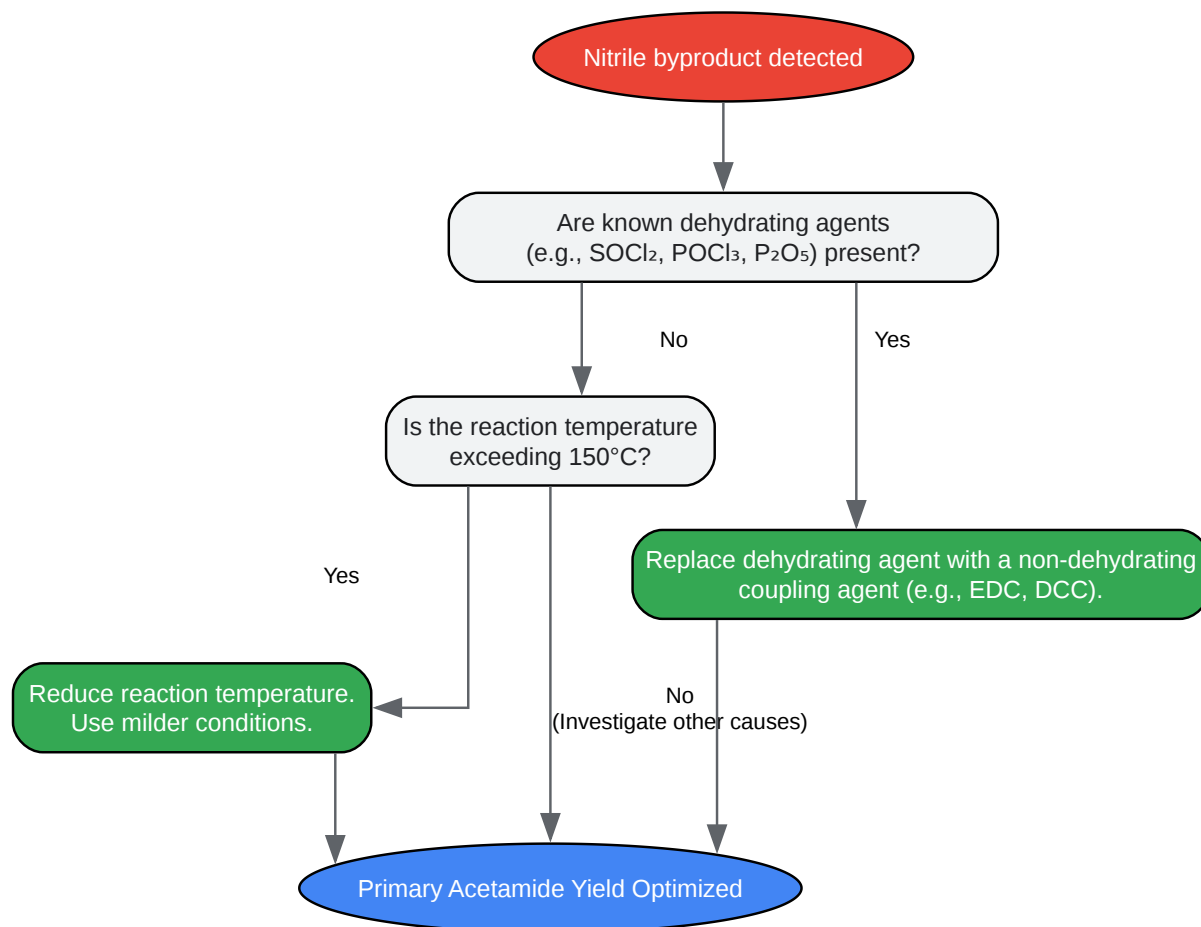 Nitrile byproduct detected
Are known dehydrating agents
(e.g., SOCl₂, POCl₃, P₂O₅) present?
No
Yes
Is the reaction temperature
exceeding 150°C?
Replace dehydrating agent with a non-dehydrating
coupling agent (e.g., EDC, DCC).
Yes
Reduce reaction temperature.
Use milder conditions.
No
(Investigate other causes)
Primary Acetamide Yield Optimized